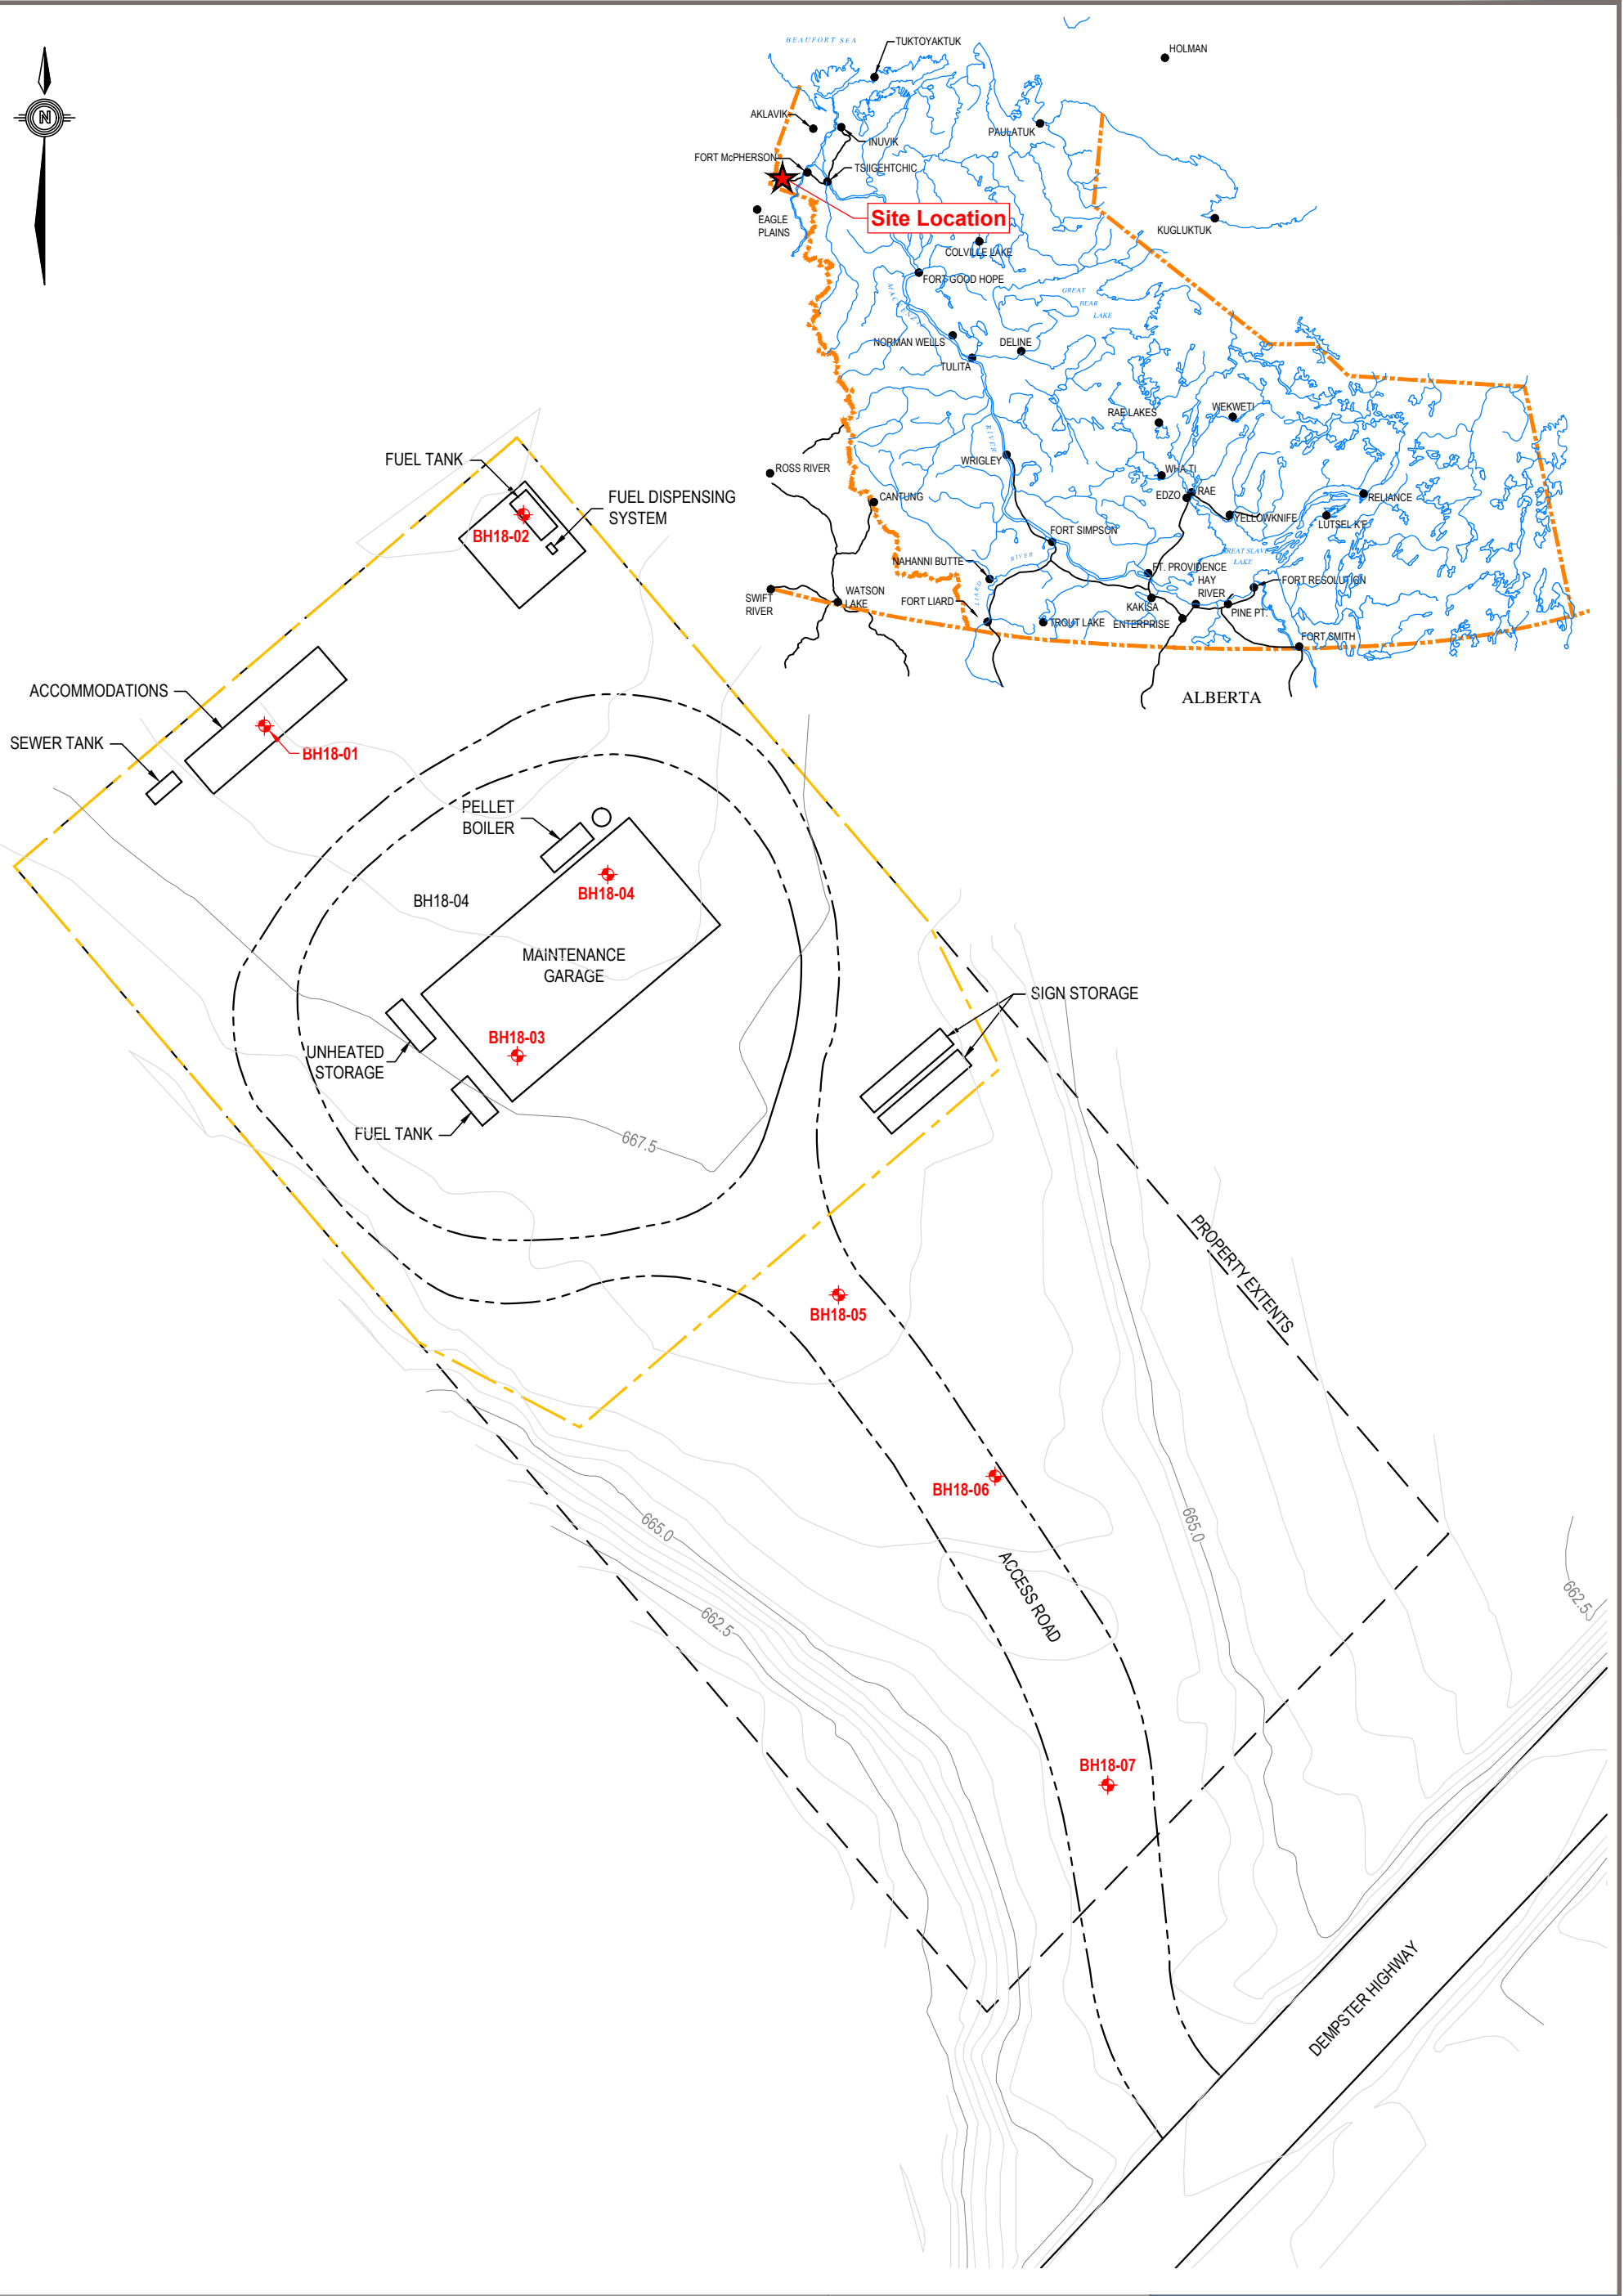 N
BEAUFORT SEA
TUKTOYAKTUK
HOLMAN
AKLAVIK
INUVIK
PAULATUK
FORT McPHERSON
TSIIGEHTCHIC
EAGLE
PLAINS
Site Location
KUGLUKTUK
COLVILLE LAKE
FORT GOOD HOPE
GREAT
BEAR
LAKE
NORMAN WELLS
DELINE
TULITA
RIVER
RAE LAKES
WEKWETI
WRIGLEY
WHA TI
ROSS RIVER
CANTUNG
EDZO
RAE
RELIANCE
YELLOWKNIFE
LUTSEL K'E
FORT SIMPSON
NAHANNI BUTTE
RIVER
LIARD
GREAT SLAVE
LAKE
FT. PROVIDENCE
HAY
RIVER
FORT RESOLUTION
SWIFT
RIVER
WATSON
LAKE
FORT LIARD
TROUT LAKE
KAKISA
ENTERPRISE
PINE PT.
FORT SMITH
ALBERTA
FUEL TANK
FUEL DISPENSING
SYSTEM
BH18-02
ACCOMMODATIONS
SEWER TANK
BH18-01
PELLET
BOILER
BH18-04
BH18-04
MAINTENANCE
GARAGE
SIGN STORAGE
BH18-03
UNHEATED
STORAGE
FUEL TANK
667.5
PROPERTY EXTENTS
BH18-05
BH18-06
665.0
665.0
ACCESS ROAD
662.5
662.5
BH18-07
DEMPSTER HIGHWAY